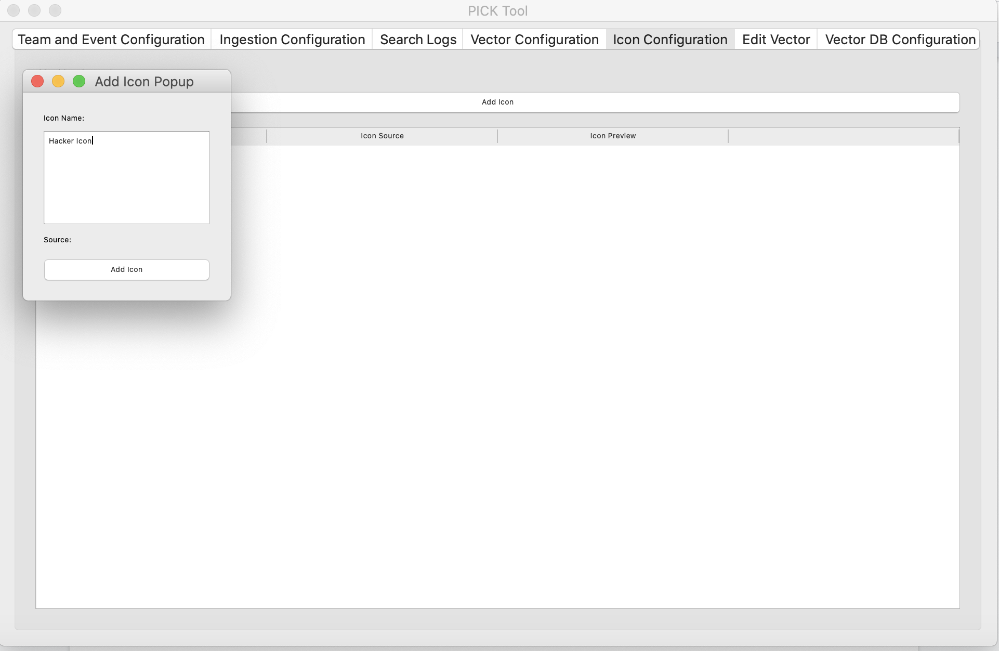 PICK Tool
Team and Event Configuration Ingestion Configuration Search Logs Vector Configuration Icon Configuration Edit Vector Vector DB Configuration
Add Icon Popup
Add Icon
Icon Name:
Icon Source Icon Preview
Hacker Icon
Source:
Add Icon